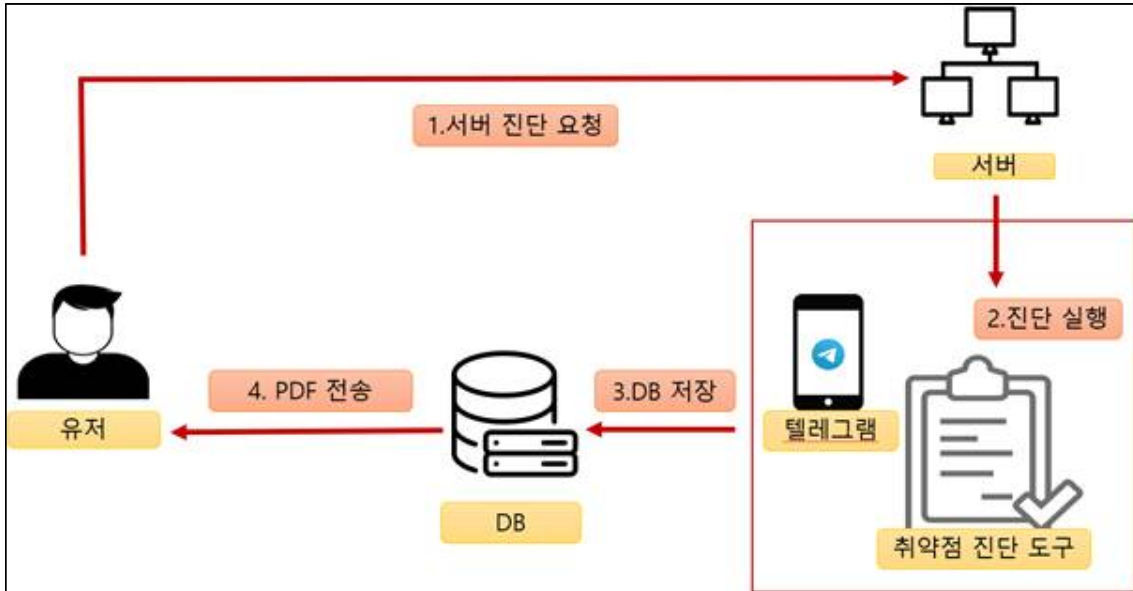 1.서버 진단 요청
서버
2.진단 실행
4. PDF 전송
3.DB 저장
유저
텔레그램
DB
취약점 진단 도구